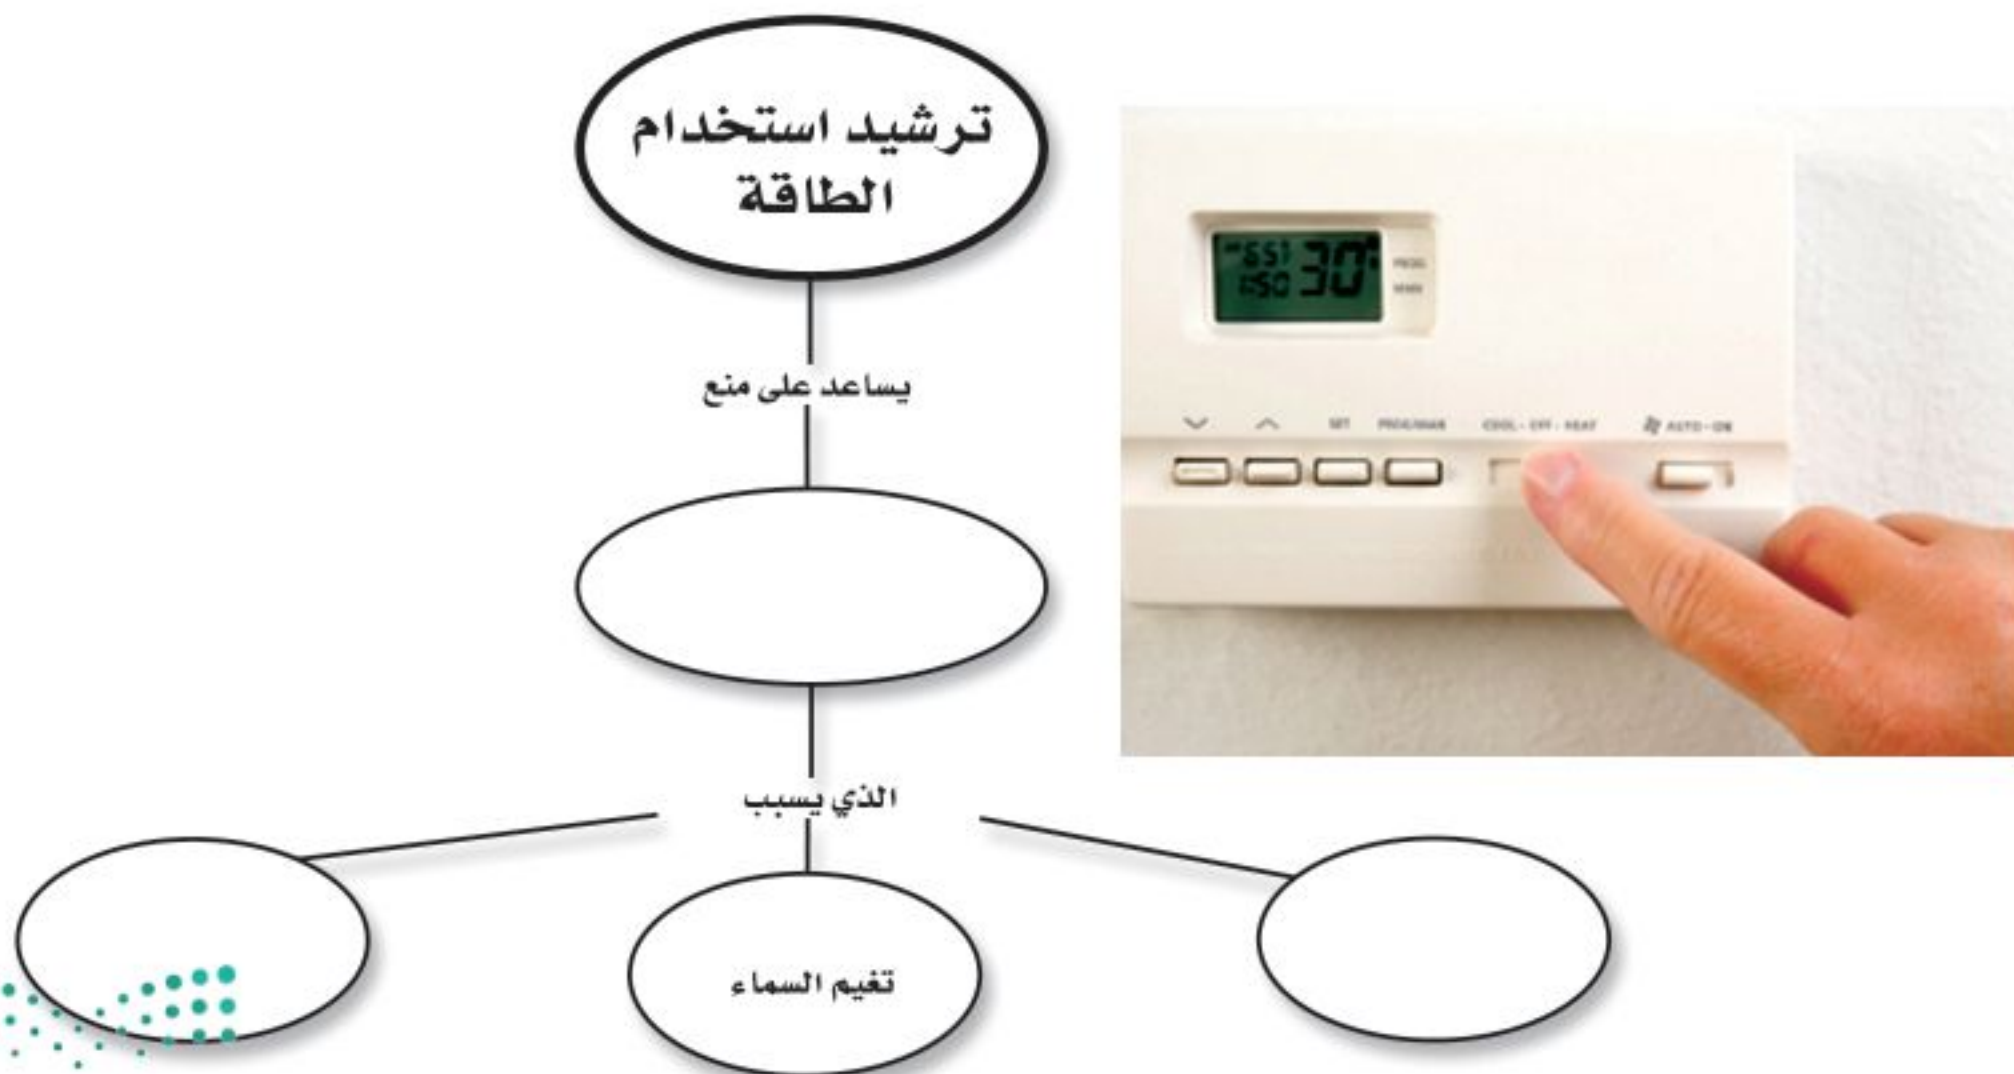 ترشيد استخدام
الطاقة
يساعد على منع
30
SET
COOL - OFF - HEAT
AUTO - ON
الذي يسبب
تغيم السماء